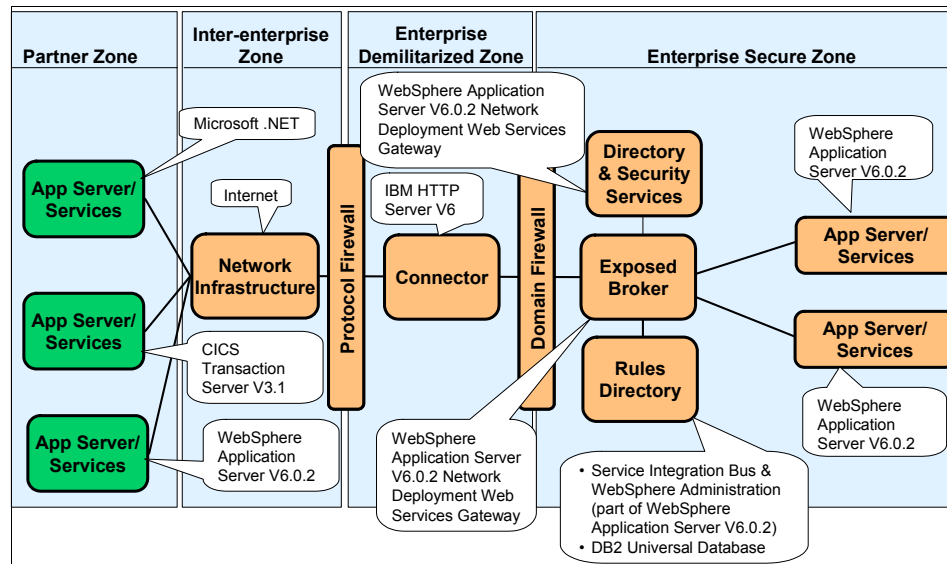 Partner Zone
Inter-enterprise
Zone
Enterprise
Demilitarized Zone
Enterprise Secure Zone
Microsoft .NET
App Server/
Services
App Server/
Services
CICS
Transaction
Server V3.1
App Server/
Services
WebSphere
Application
Server V6.0.2
Internet
Network
Infrastructure
Protocol Firewall
IBM HTTP
Server V6
Connector
Domain Firewall
WebSphere Application
Server V6.0.2 Network
Deployment Web Services
Gateway
Directory
& Security
Services
Exposed
Broker
Rules
Directory
WebSphere
Application Server
V6.0.2 Network
Deployment Web
Services Gateway
• Service Integration Bus &
WebSphere Administration
(part of WebSphere
Application Server V6.0.2)
• DB2 Universal Database
WebSphere
Application
Server V6.0.2
App Server/
Services
App Server/
Services
WebSphere
Application
Server V6.0.2